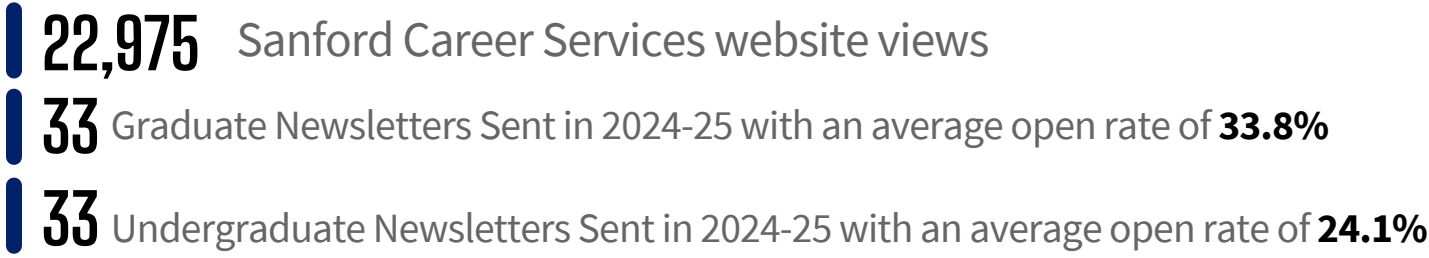 22,975 Sanford Career Services website views
33 Graduate Newsletters Sent in 2024-25 with an average open rate of 33.8%
33 Undergraduate Newsletters Sent in 2024-25 with an average open rate of 24.1%